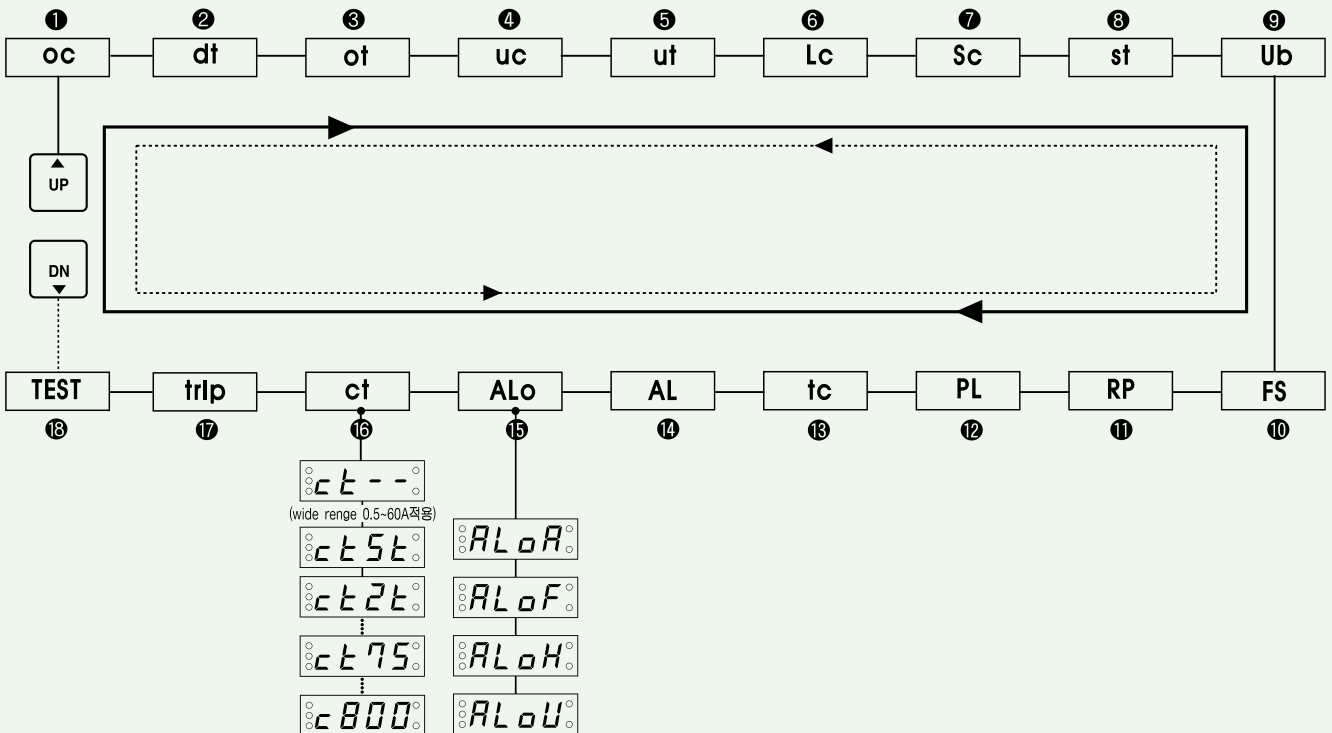 ❶ ❷ ❸ ❹ ❺ ❻ ❼ ❽ ❾
oc dt ot uc ut Lc Sc st Ub
UP
DN
TEST trIp ct ALo AL tc PL RP FS
⓲ ⓱ ⓰ ⓯ ⓮ ⓭ ⓬ ⓫ ❿
ct--
(wide renge 0.5~60A적용)
ct5t ALoA
ct2t ALoF
ct75 ALoH
c800 ALoU